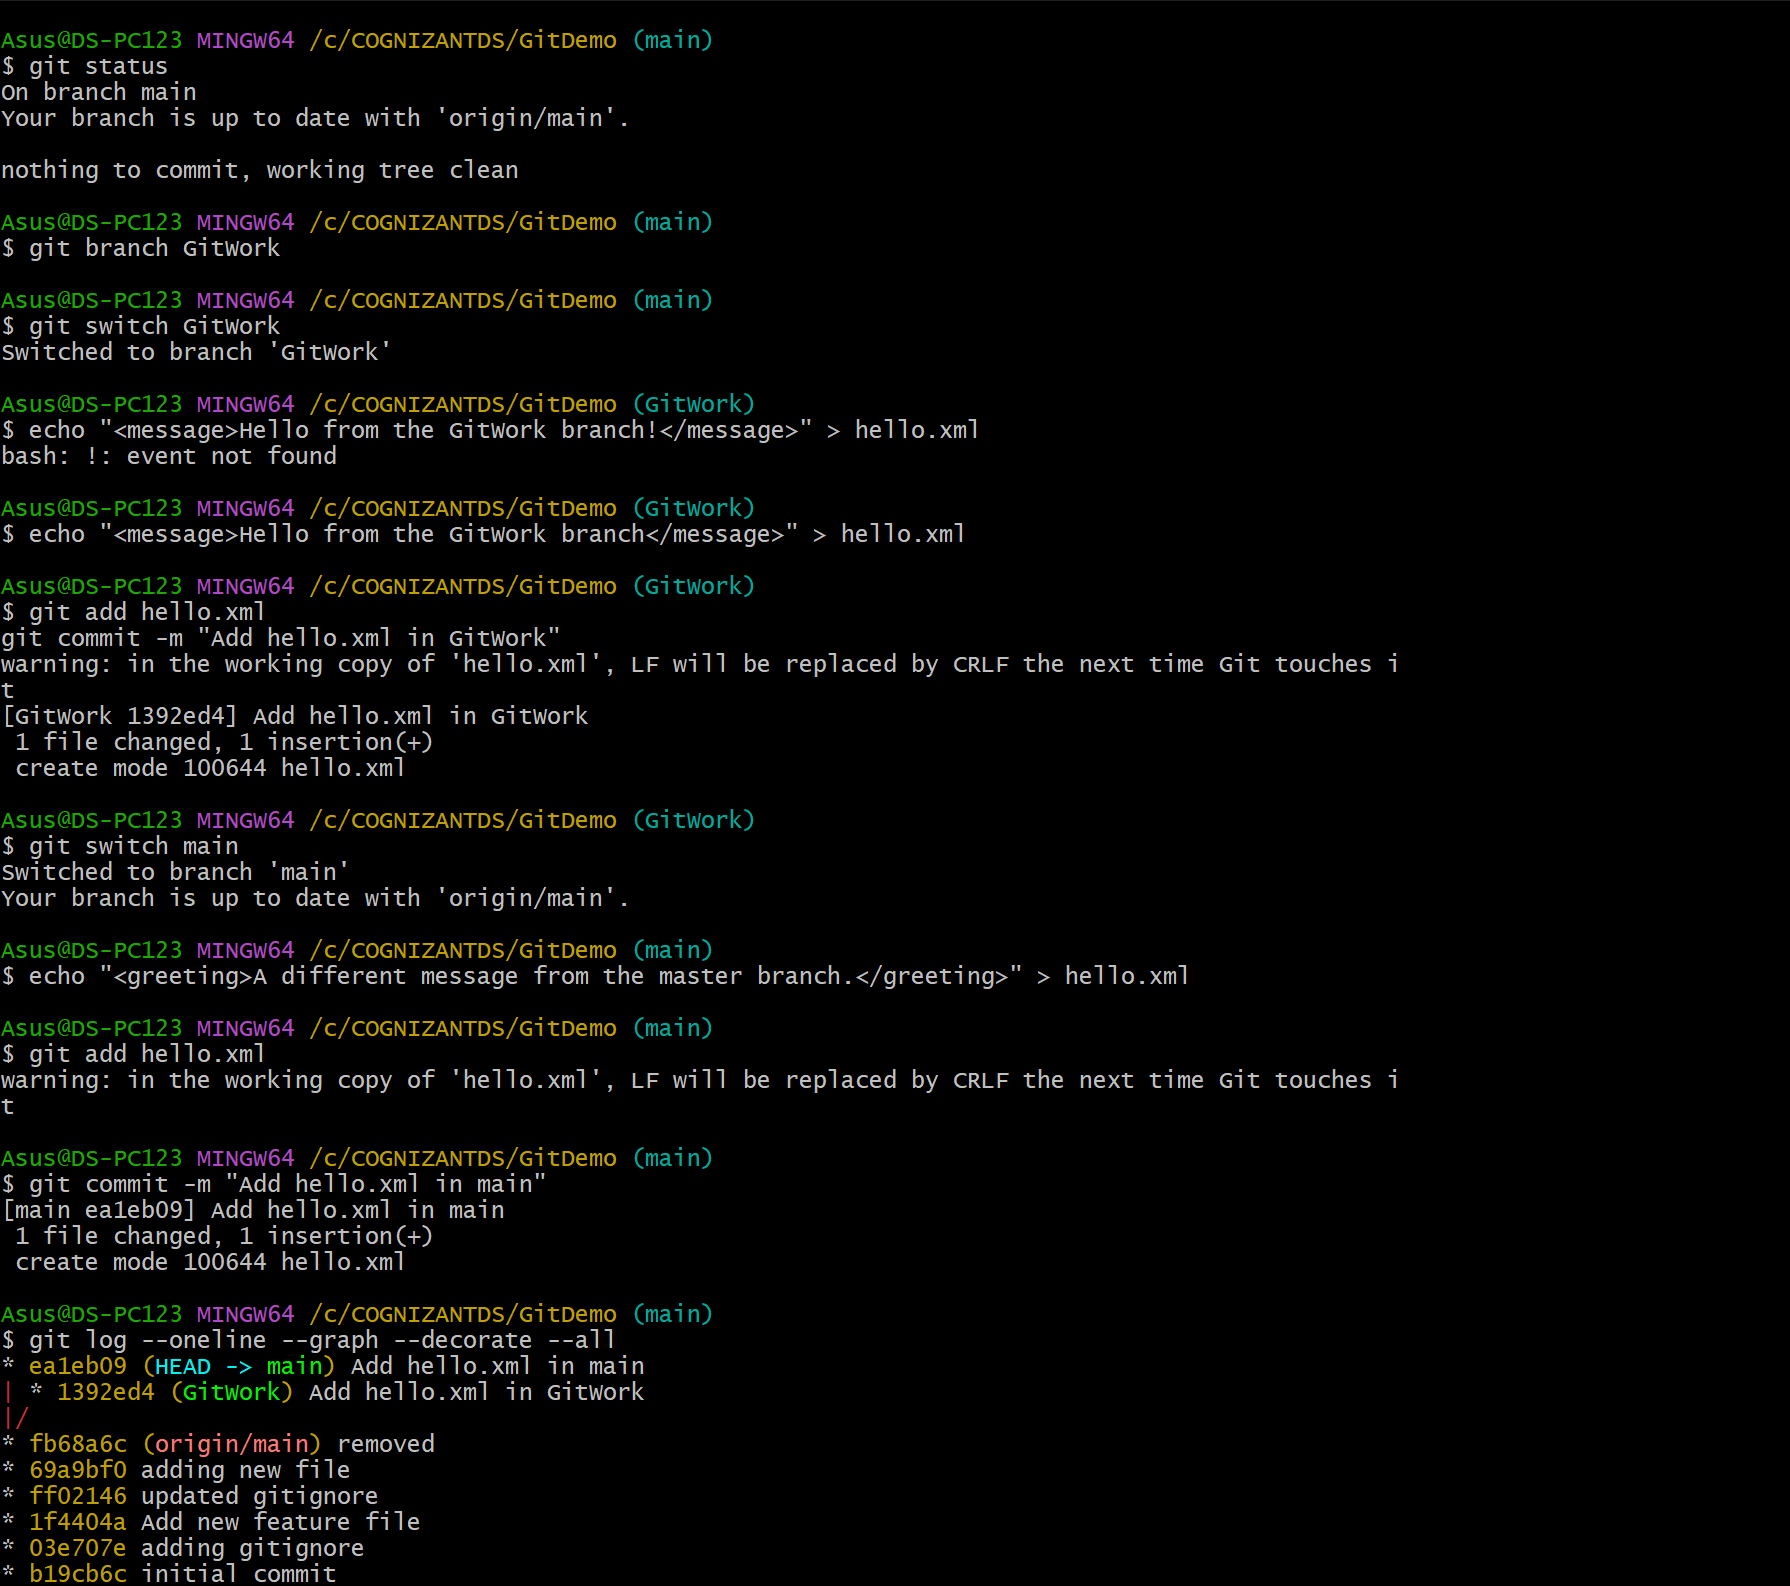 Asus@DS-PC123 MINGW64 /c/COGNIZANTDS/GitDemo (main)
$ git status
On branch main
Your branch is up to date with 'origin/main'.
nothing to commit, working tree clean
Asus@DS-PC123 MINGW64 /c/COGNIZANTDS/GitDemo (main)
$ git branch GitWork
Asus@DS-PC123 MINGW64 /c/COGNIZANTDS/GitDemo (main)
$ git switch GitWork
Switched to branch 'GitWork'
Asus@DS-PC123 MINGW64 /c/COGNIZANTDS/GitDemo (GitWork)
$ echo "<message>Hello from the GitWork branch!</message>" > hello.xml
bash: !: event not found
Asus@DS-PC123 MINGW64 /c/COGNIZANTDS/GitDemo (GitWork)
$ echo "<message>Hello from the GitWork branch</message>" > hello.xml
Asus@DS-PC123 MINGW64 /c/COGNIZANTDS/GitDemo (GitWork)
$ git add hello.xml
git commit -m "Add hello.xml in GitWork"
warning: in the working copy of 'hello.xml', LF will be replaced by CRLF the next time Git touches i
t
[GitWork 1392ed4] Add hello.xml in GitWork
 1 file changed, 1 insertion(+)
 create mode 100644 hello.xml
Asus@DS-PC123 MINGW64 /c/COGNIZANTDS/GitDemo (GitWork)
$ git switch main
Switched to branch 'main'
Your branch is up to date with 'origin/main'.
Asus@DS-PC123 MINGW64 /c/COGNIZANTDS/GitDemo (main)
$ echo "<greeting>A different message from the master branch.</greeting>" > hello.xml
Asus@DS-PC123 MINGW64 /c/COGNIZANTDS/GitDemo (main)
$ git add hello.xml
warning: in the working copy of 'hello.xml', LF will be replaced by CRLF the next time Git touches i
t
Asus@DS-PC123 MINGW64 /c/COGNIZANTDS/GitDemo (main)
$ git commit -m "Add hello.xml in main"
[main ea1eb09] Add hello.xml in main
 1 file changed, 1 insertion(+)
 create mode 100644 hello.xml
Asus@DS-PC123 MINGW64 /c/COGNIZANTDS/GitDemo (main)
$ git log --oneline --graph --decorate --all
* ea1eb09 (HEAD -> main) Add hello.xml in main
| * 1392ed4 (GitWork) Add hello.xml in GitWork
|/
* fb68a6c (origin/main) removed
* 69a9bf0 adding new file
* ff02146 updated gitignore
* 1f4404a Add new feature file
* 03e707e adding gitignore
* b19cb6c initial commit